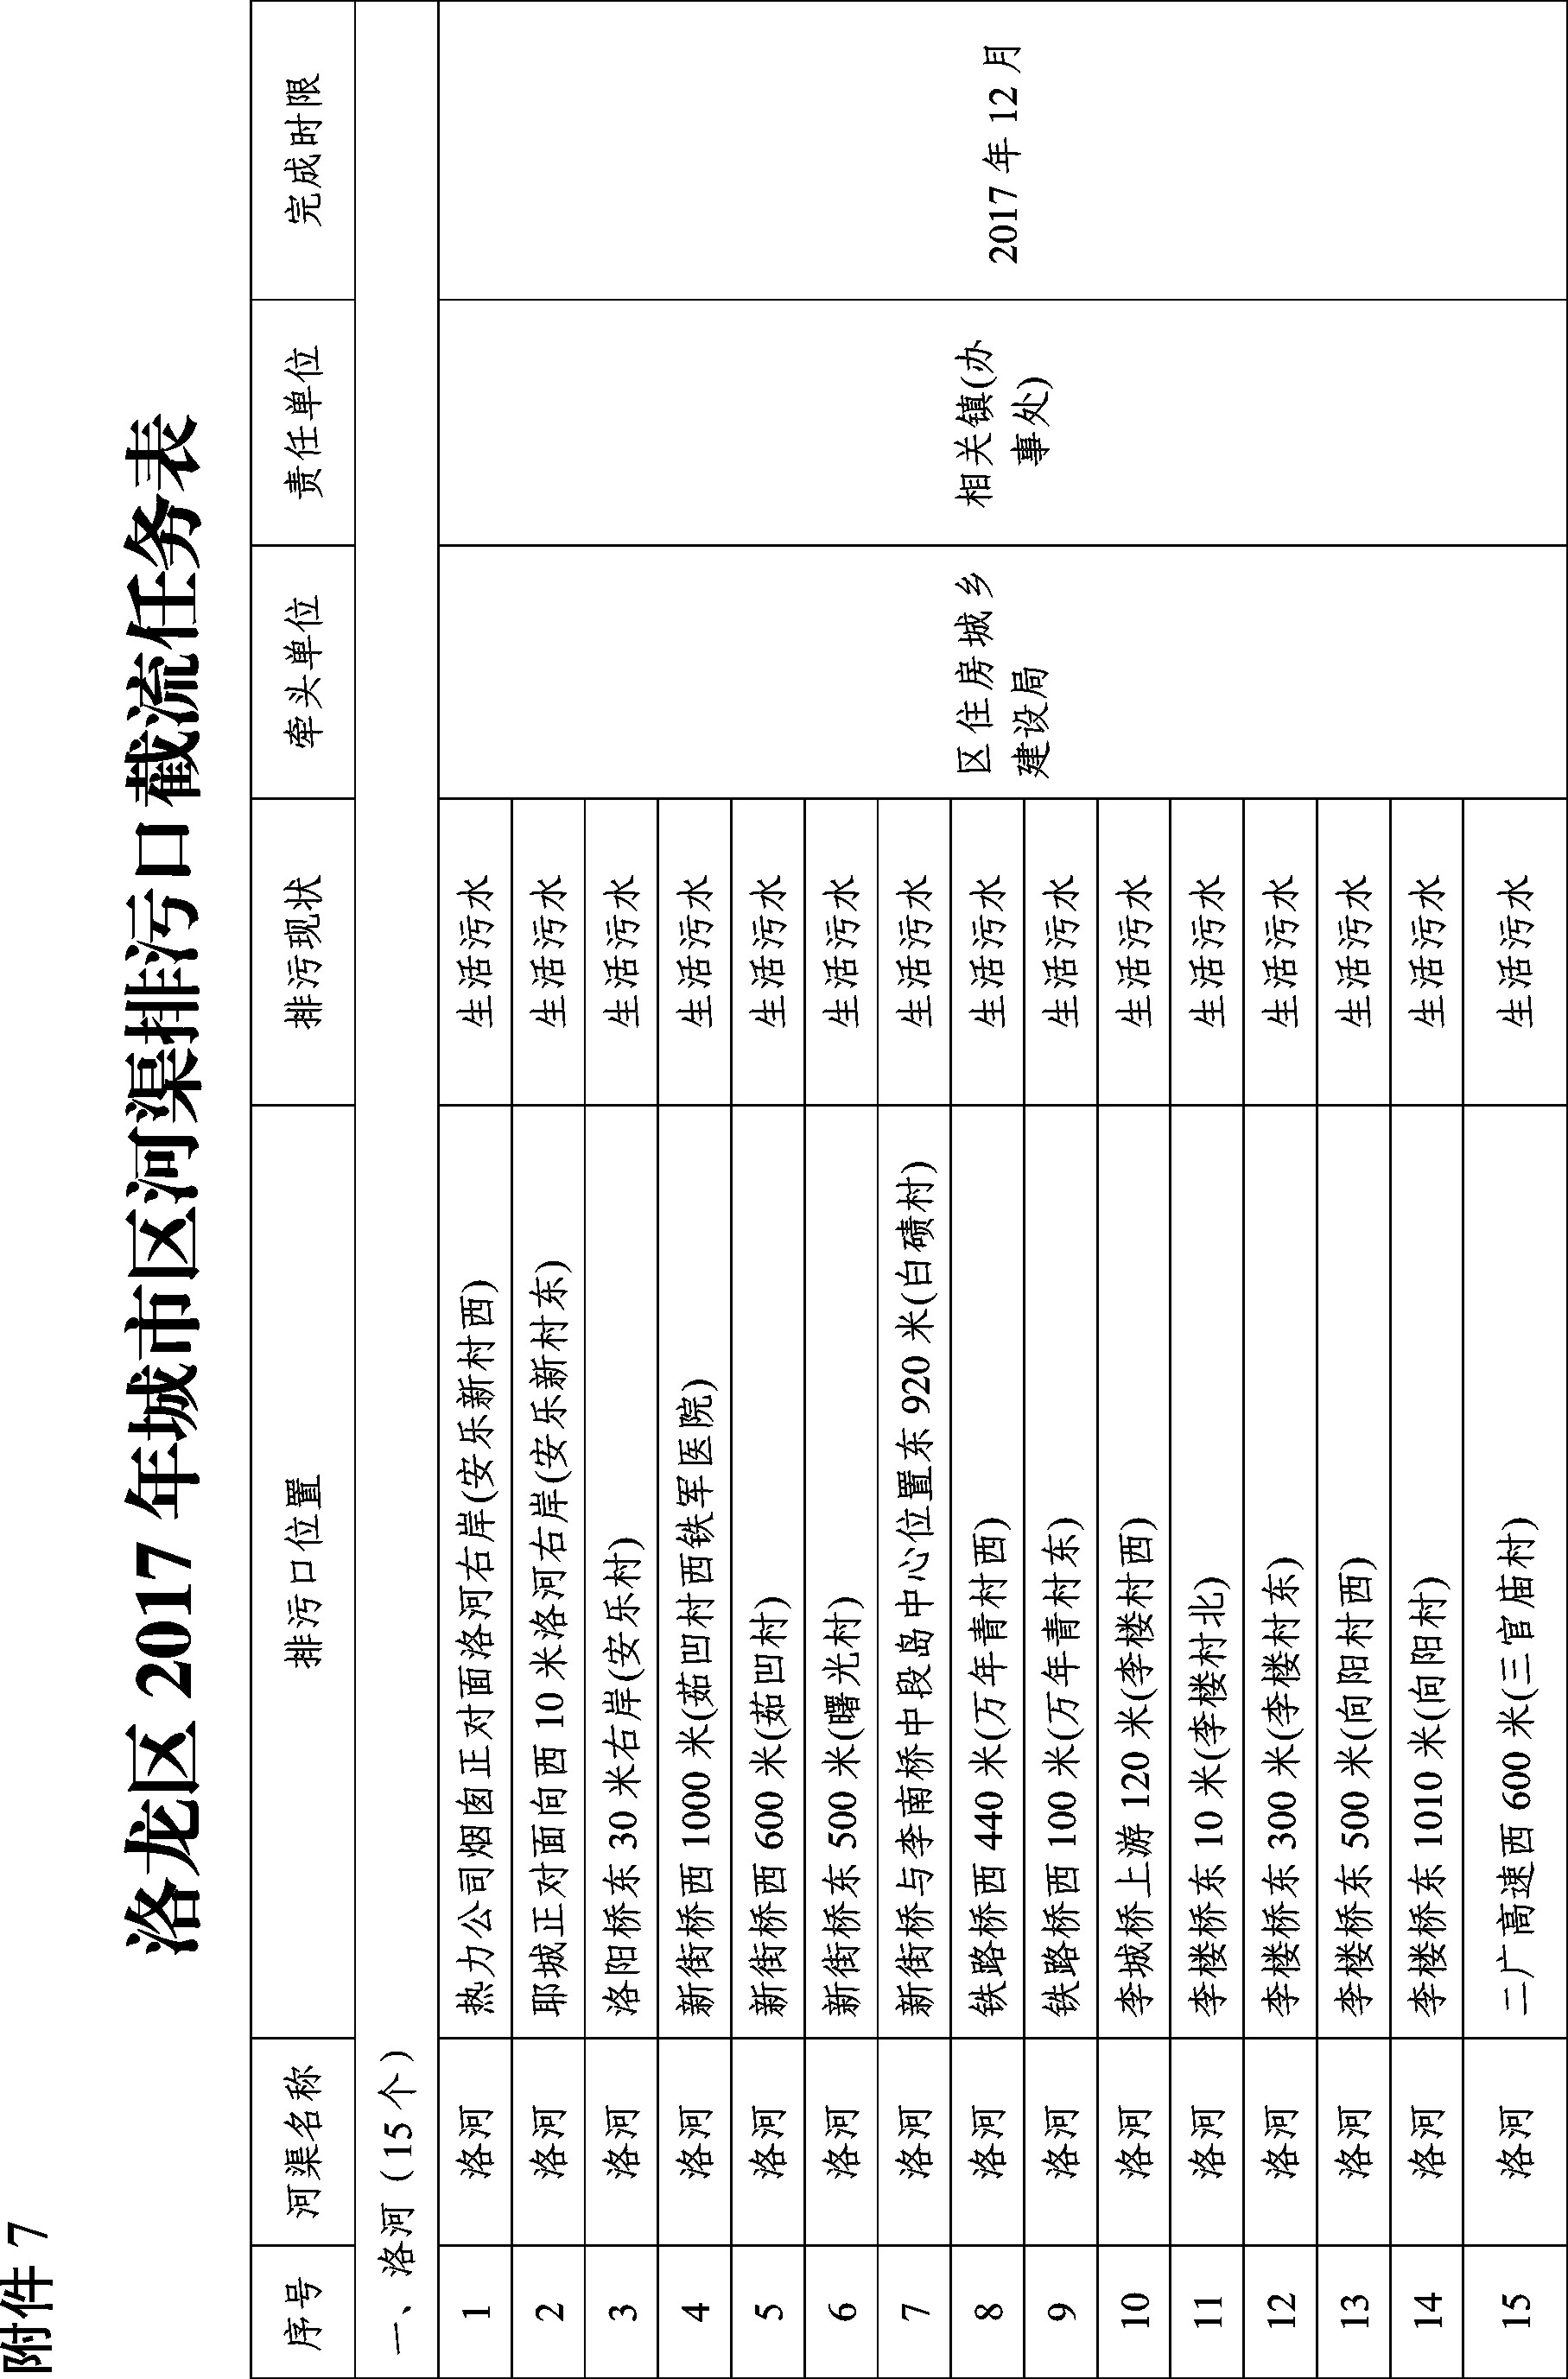 附件 7
洛龙区 2017 年城市区河渠排污口截流任务表
序号 河渠名称 排污口位置 排污现状 牵头单位 责任单位 完成时限
一、洛河（15 个）
1 洛河 热力公司烟囱正对面洛河右岸(安乐新村西) 生活污水
2 洛河 耶城正对面向西 10 米洛河右岸(安乐新村东) 生活污水
3 洛河 洛阳桥东 30 米右岸(安乐村) 生活污水
4 洛河 新街桥西 1000 米(茹凹村西铁军医院) 生活污水
5 洛河 新街桥西 600 米(茹凹村) 生活污水
6 洛河 新街桥东 500 米(曙光村) 生活污水
7 洛河 新街桥与李南桥中段岛中心位置东 920 米(白碛村) 生活污水
8 洛河 铁路桥西 440 米(万年青村西) 生活污水 区住房城乡 相关镇(办 2017 年 12 月
9 洛河 铁路桥西 100 米(万年青村东) 生活污水 建设局 事处)
10 洛河 李城桥上游 120 米(李楼村西) 生活污水
11 洛河 李楼桥东 10 米(李楼村北) 生活污水
12 洛河 李楼桥东 300 米(李楼村东) 生活污水
13 洛河 李楼桥东 500 米(向阳村西) 生活污水
14 洛河 李楼桥东 1010 米(向阳村) 生活污水
15 洛河 二广高速西 600 米(三官庙村) 生活污水